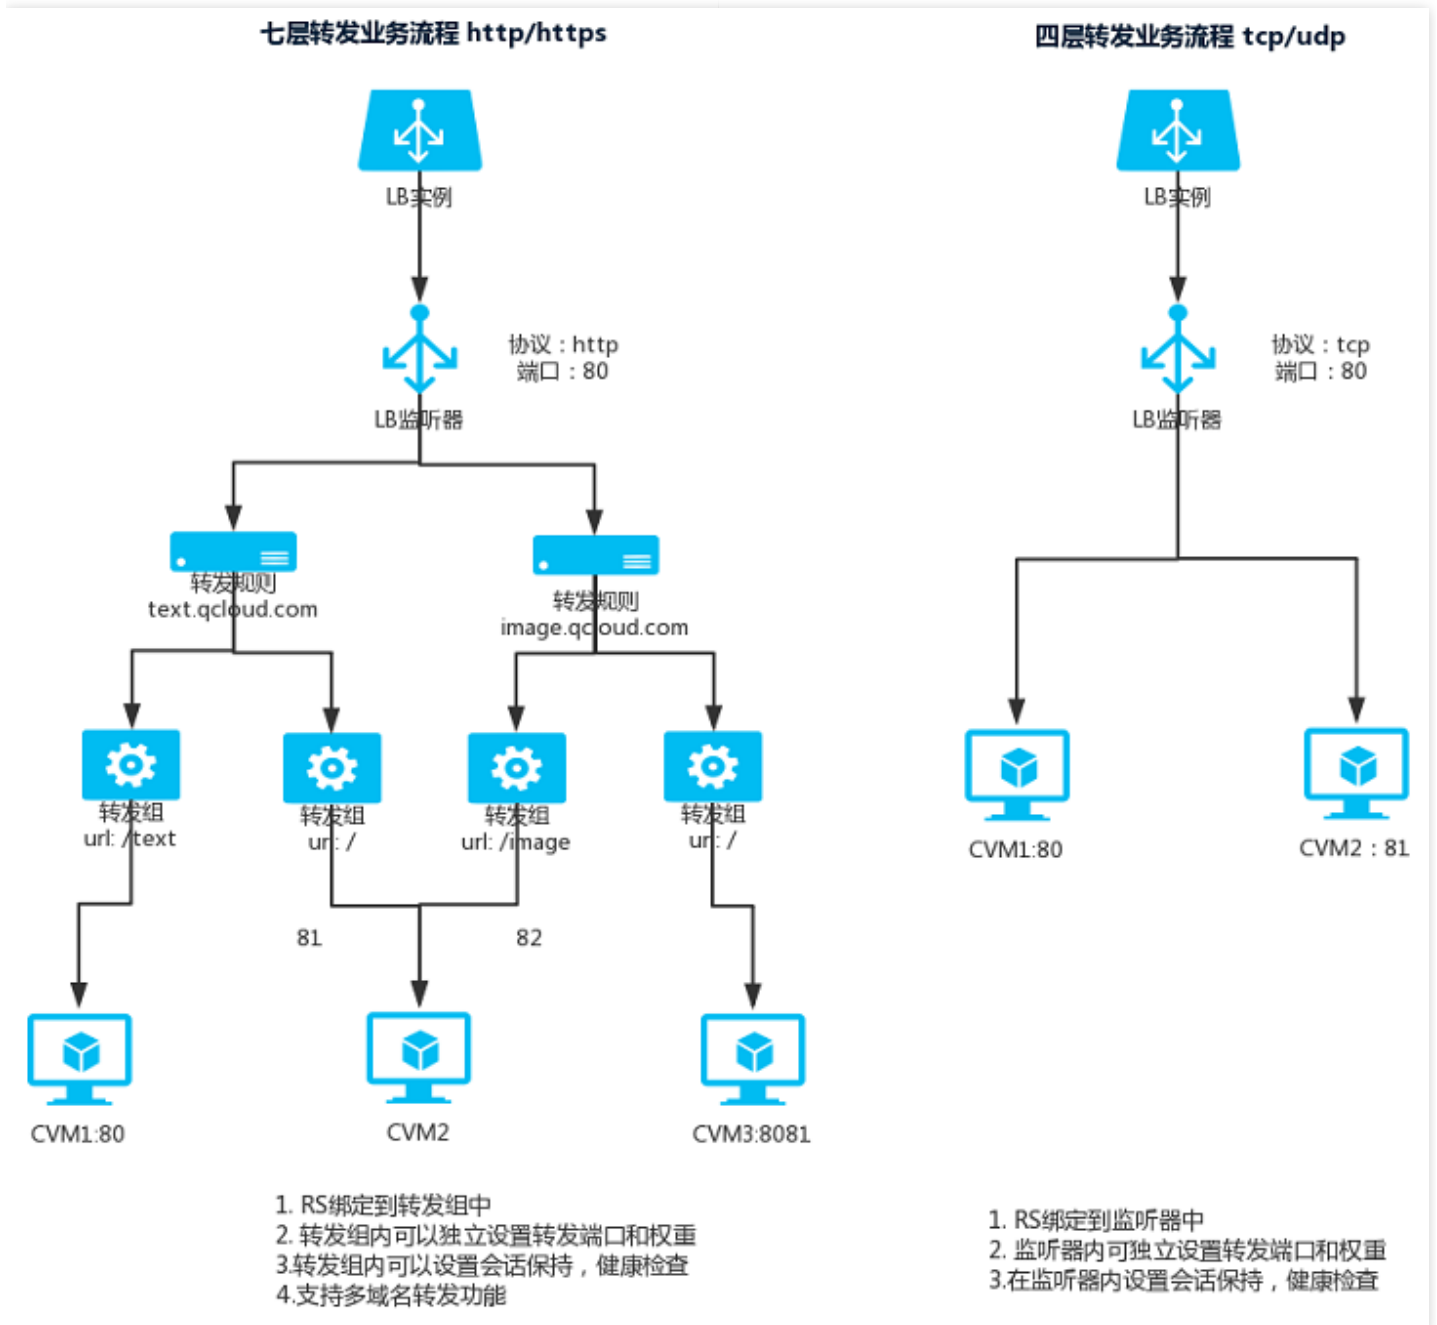 七层转发业务流程 http/https
LB实例
协议：http
端口：80
LB监听器
转发规则
text.qcloud.com
转发规则
image.qcloud.com
转发组
url: /text
转发组
url: /
转发组
url: /image
转发组
url: /
81
82
CVM1:80
CVM2
CVM3:8081
1. RS绑定到转发组中
2. 转发组内可以独立设置转发端口和权重
3.转发组内可以设置会话保持，健康检查
4.支持多域名转发功能
四层转发业务流程 tcp/udp
LB实例
协议：tcp
端口：80
LB监听器
CVM1:80
CVM2：81
1. RS绑定到监听器中
2. 监听器内可独立设置转发端口和权重
3.在监听器内设置会话保持，健康检查